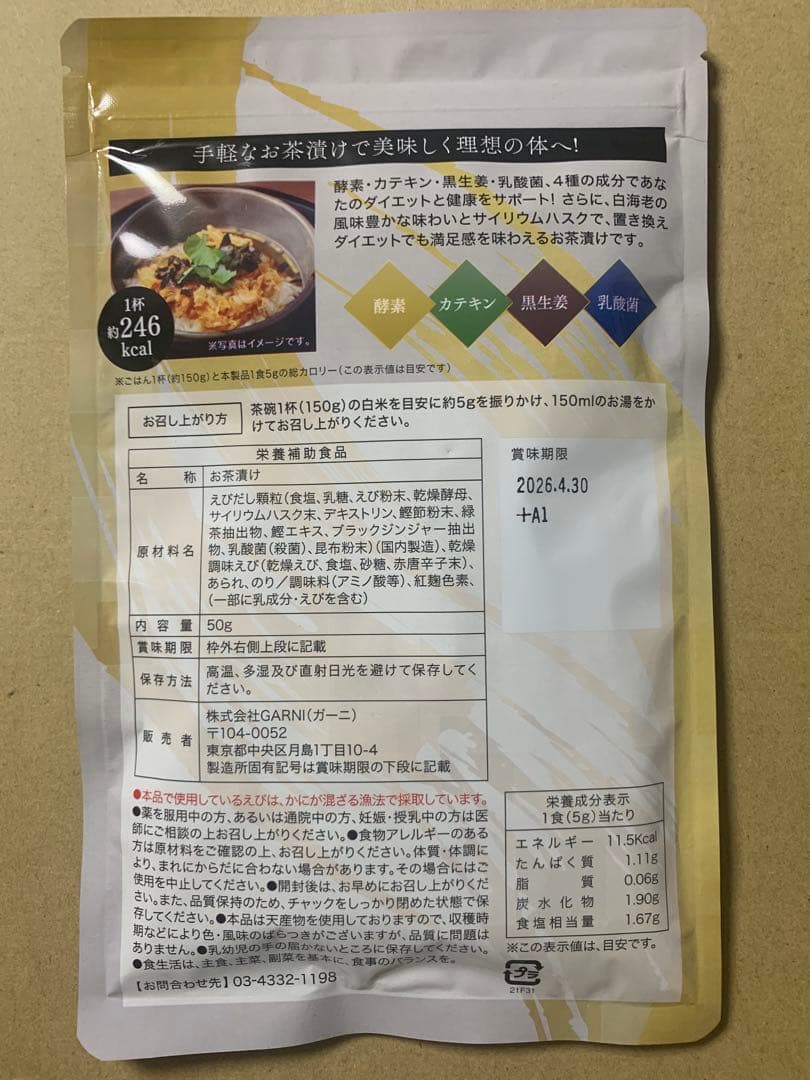 手軽なお茶漬けで美味しく理想の体へ!
酵素・カテキン・黒生姜・乳酸菌、4種の成分であな
たのダイエットと健康をサポート! さらに、白海老の
風味豊かな味わいとサイリウムハスクで、置き換え
ダイエットでも満足感を味わえるお茶漬けです。
酵素
カテキン
黒生姜
乳酸菌
1杯
約246
kcal
※写真はイメージです。
※ごはん1杯(約150g)と本製品1食5gの総カロリー(この表示値は目安です)
お召し上がり方
茶碗1杯(150g)の白米を目安に約5gを振りかけ、150mlのお湯をか
けてお召し上がりください。
栄養補助食品
名 称 お茶漬け
原材料名
えびだし顆粒(食塩、乳糖、えび粉末、乾燥酵母、
サイリウムハスク末、デキストリン、鰹節粉末、緑
茶抽出物、鰹エキス、ブラックジンジャー抽出
物、乳酸菌(殺菌)、昆布粉末)(国内製造)、乾燥
調味えび(乾燥えび、食塩、砂糖、赤唐辛子末)、
あられ、のり/調味料(アミノ酸等)、紅麹色素、
(一部に乳成分・えびを含む)
内容量 50g
賞味期限 枠外右側上段に記載
保存方法
高温、多湿及び直射日光を避けて保存してく
ださい。
販売者
株式会社GARNI(ガーニ)
〒104-0052
東京都中央区月島1丁目10-4
製造所固有記号は賞味期限の下段に記載
賞味期限
2026.4.30
+A1
●本品で使用しているえびは、かにが混ざる漁法で採取しています。
●薬を服用中の方、あるいは通院中の方、妊娠・授乳中の方は医
師にご相談の上お召し上がりください。●食物アレルギーのある
方は原材料をご確認の上、お召し上がりください。体質・体調に
より、まれにからだに合わない場合があります。その場合にはご
使用を中止してください。●開封後は、お早めにお召し上がりくだ
さい。また、品質保持のため、チャックをしっかり閉めた状態で保
存してください。●本品は天産物を使用しておりますので、収穫時
期などにより色・風味のばらつきがございますが、品質に問題は
ありません。●乳幼児の手の届かないところに保存してください。
●食生活は、主食、主菜、副菜を基本に、食事のバランスを。
【お問合わせ先】03-4332-1198
栄養成分表示
1食(5g)当たり
エネルギー 11.5Kcal
たんぱく質 1.11g
脂 質 0.06g
炭水化物 1.90g
食塩相当量 1.67g
※この表示値は、目安です。
プラ
21F31